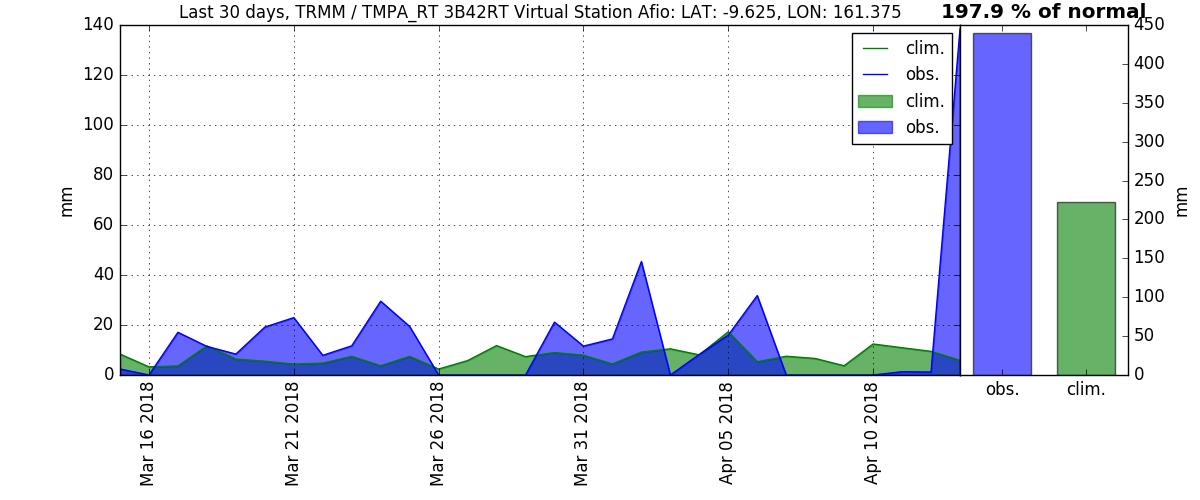 Last 30 days, TRMM / TMPA_RT 3B42RT Virtual Station Afio: LAT: -9.625, LON: 161.375
197.9 % of normal
mm
140
120
100
80
60
40
20
0
clim.
obs.
clim.
obs.
450
400
350
300
250
200
150
100
50
0
mm
Mar 16 2018
Mar 21 2018
Mar 26 2018
Mar 31 2018
Apr 05 2018
Apr 10 2018
obs.
clim.